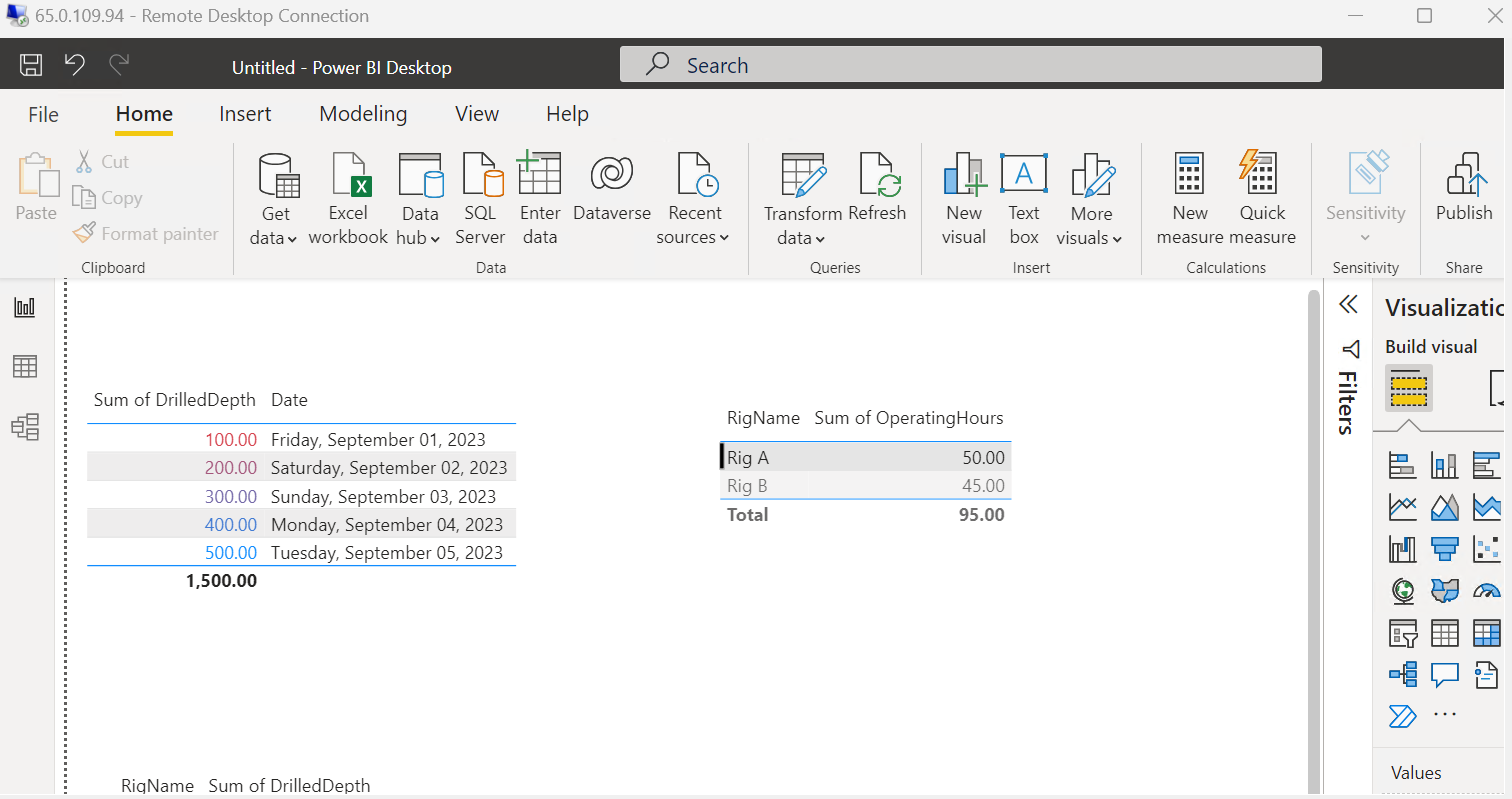 65.0.109.94 - Remote Desktop Connection
Untitled - Power BI Desktop
Search
File Home Insert Modeling View Help
Paste
Cut
Copy
Format painter
Clipboard
Get data
Excel workbook
Data hub
SQL Server
Enter data
Dataverse
Recent sources
Data
Transform data
Refresh
Queries
New visual
Text box
More visuals
Insert
New measure
Quick measure
Calculations
Sensitivity
Sensitivity
Publish
Share
Sum of DrilledDepth Date
100.00 Friday, September 01, 2023
200.00 Saturday, September 02, 2023
300.00 Sunday, September 03, 2023
400.00 Monday, September 04, 2023
500.00 Tuesday, September 05, 2023
1,500.00
RigName Sum of OperatingHours
Rig A 50.00
Rig B 45.00
Total 95.00
RigName Sum of DrilledDepth
Filters
Visualizatio
Build visual
Values